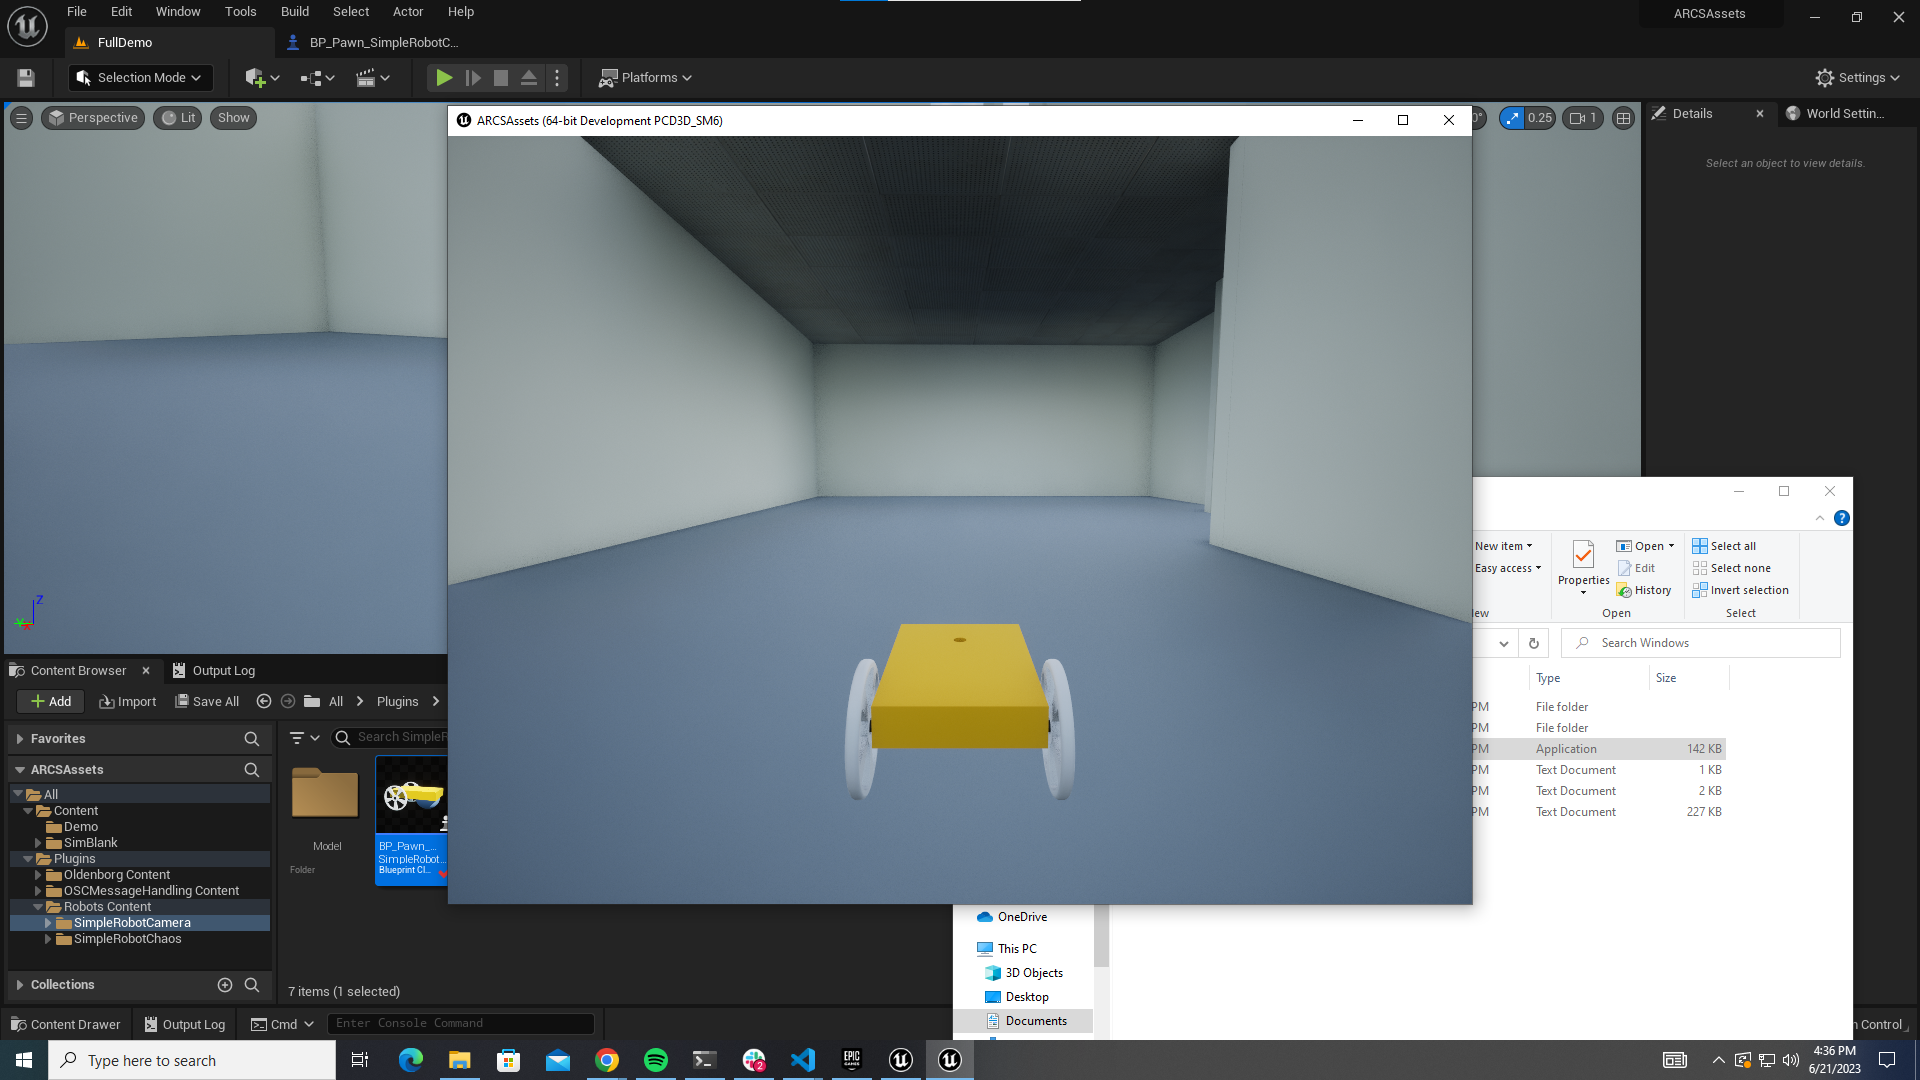 File Edit Window Tools Build Select Actor Help
ARCSAssets
FullDemo
BP_Pawn_SimpleRobotC...
Selection Mode
Platforms
Settings
Perspective
Lit
Show
ARCSAssets (64-bit Development PCD3D_SM6)
0.25
1
Details
World Settin...
Select an object to view details.
Z
Y
New item
Easy access
Properties
Open
Edit
History
Open
Select all
Select none
Invert selection
Select
Search Windows
Type
Size
PM File folder
PM File folder
PM Application 142 KB
PM Text Document 1 KB
PM Text Document 2 KB
PM Text Document 227 KB
Content Browser
Output Log
Add
Import
Save All
All
Plugins
Favorites
ARCSAssets
All
Content
Demo
SimBlank
Plugins
Oldenborg Content
OSCMessageHandling Content
Robots Content
SimpleRobotCamera
SimpleRobotChaos
Collections
Search SimpleR
Model
Folder
BP_Pawn_...
SimpleRobot...
Blueprint Cl...
7 items (1 selected)
OneDrive
This PC
3D Objects
Desktop
Documents
Content Drawer
Output Log
Cmd
Enter Console Command
n Control
Type here to search
EPIC
GAMES
2
4:36 PM
6/21/2023